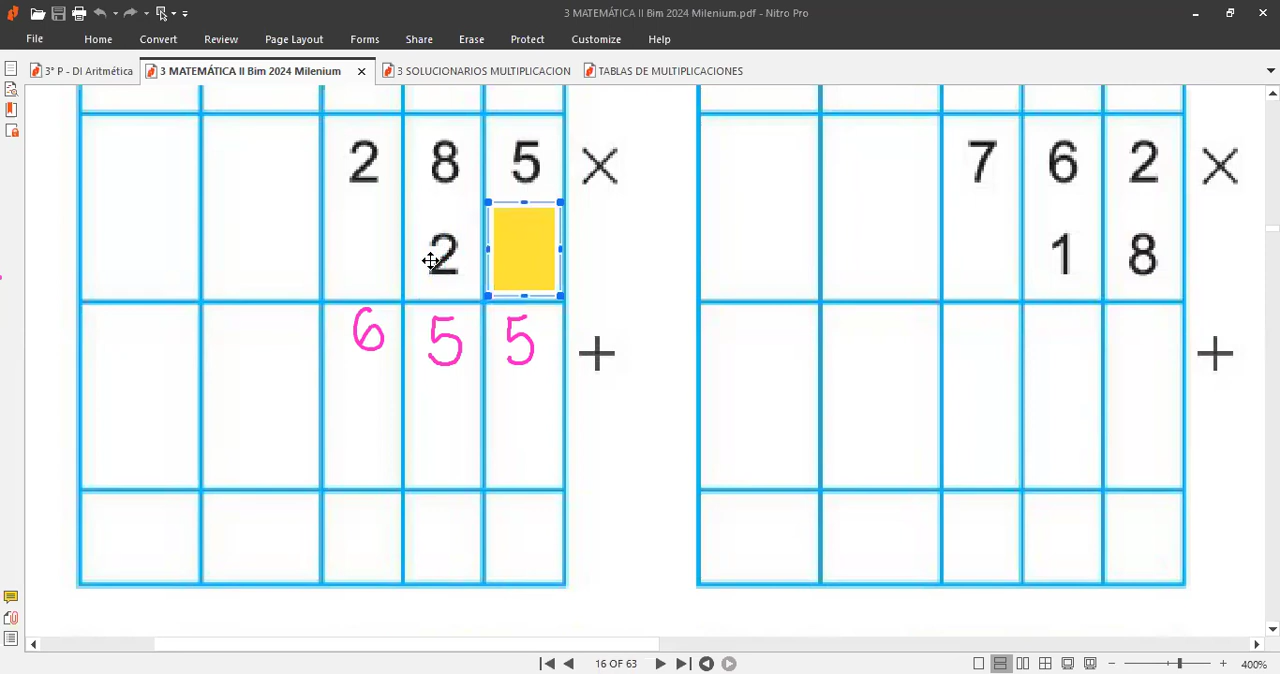 3 MATEMÁTICA II Bim 2024 Milenium.pdf - Nitro Pro
File Home Convert Review Page Layout Forms Share Erase Protect Customize Help
3° P - DI Aritmética 3 MATEMÁTICA II Bim 2024 Milenium 3 SOLUCIONARIOS MULTIPLICACION TABLAS DE MULTIPLICACIONES
2 8 5 × 7 6 2 ×
2 1 8
6 5 5 + +
16 OF 63 400%